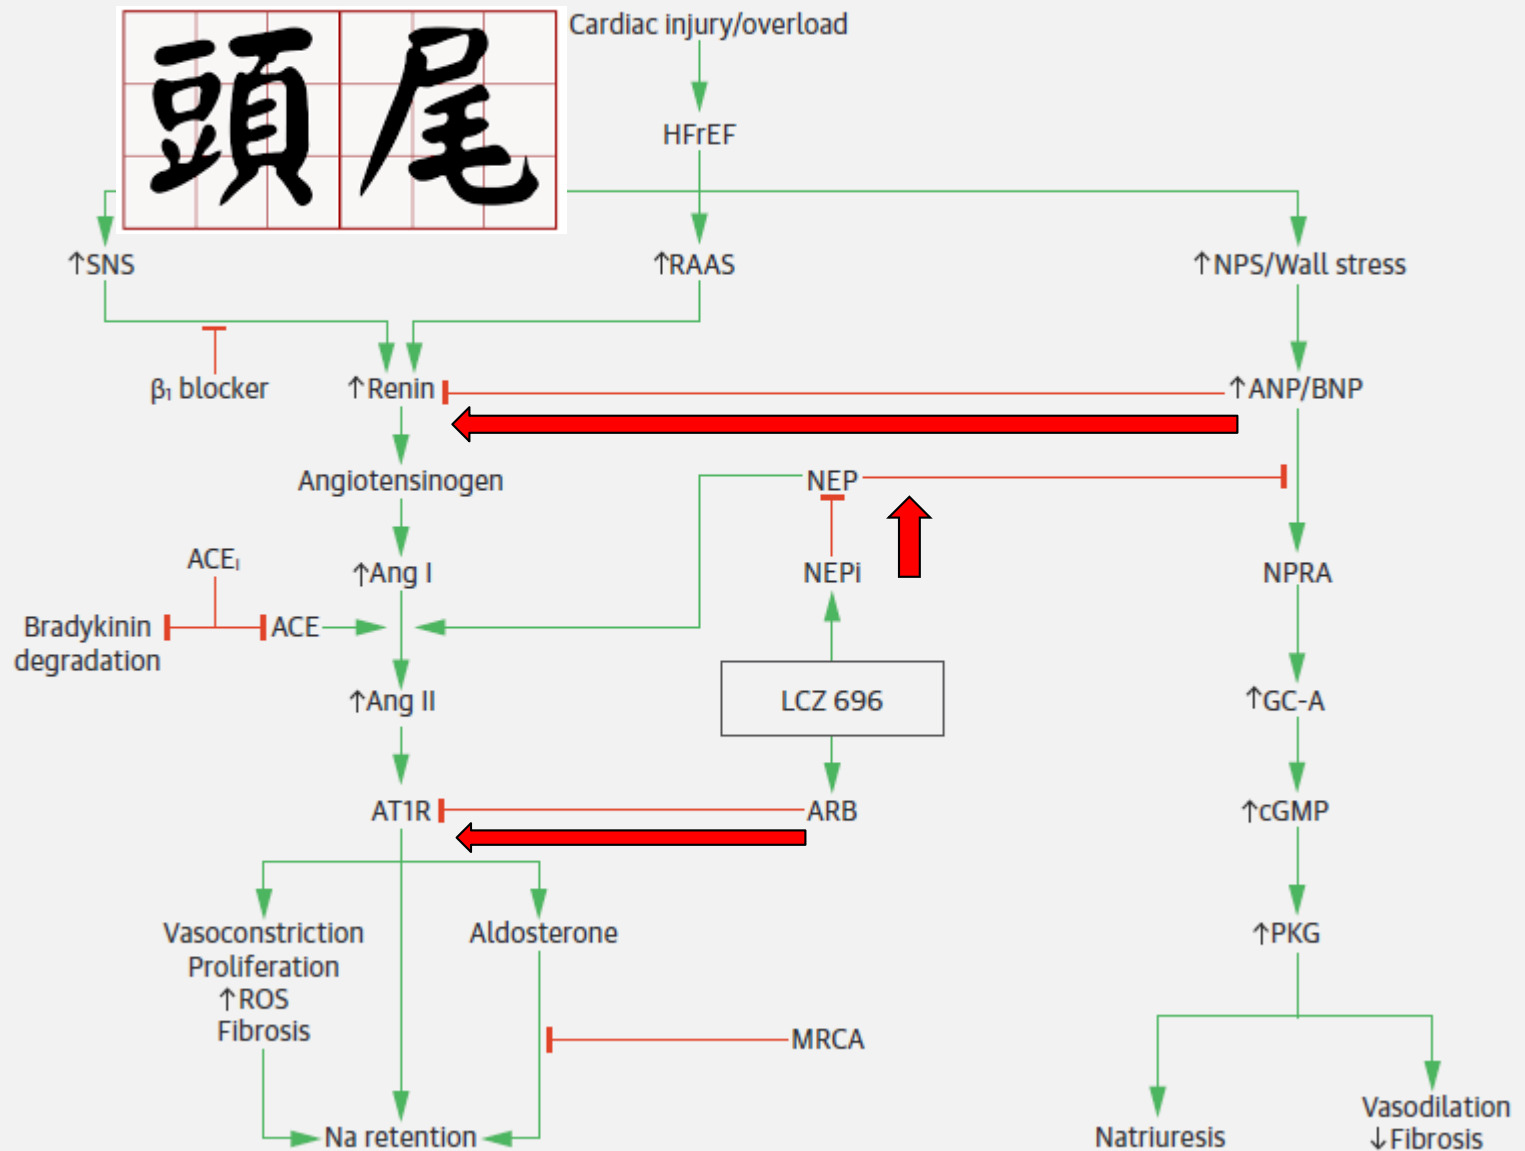 頭尾
Cardiac injury/overload
HFrEF
↑SNS
↑RAAS
↑NPS/Wall stress
β₁ blocker
↑Renin
↑ANP/BNP
Angiotensinogen
NEP
ACEI
↑Ang I
NEPi
NPRA
Bradykinin
degradation
ACE
↑Ang II
LCZ 696
↑GC-A
AT1R
ARB
↑cGMP
Vasoconstriction
Proliferation
↑ROS
Fibrosis
Aldosterone
↑PKG
MRCA
Na retention
Natriuresis
Vasodilation
↓Fibrosis